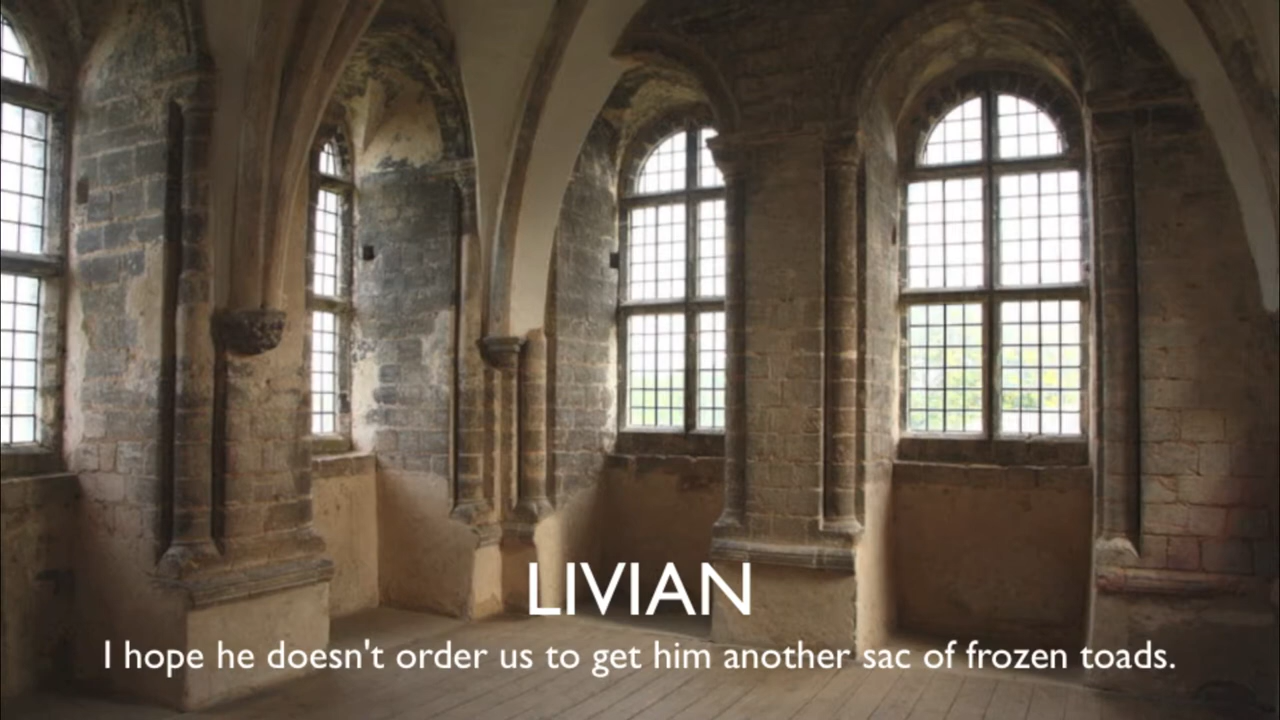 LIVIAN
I hope he doesn't order us to get him another sac of frozen toads.